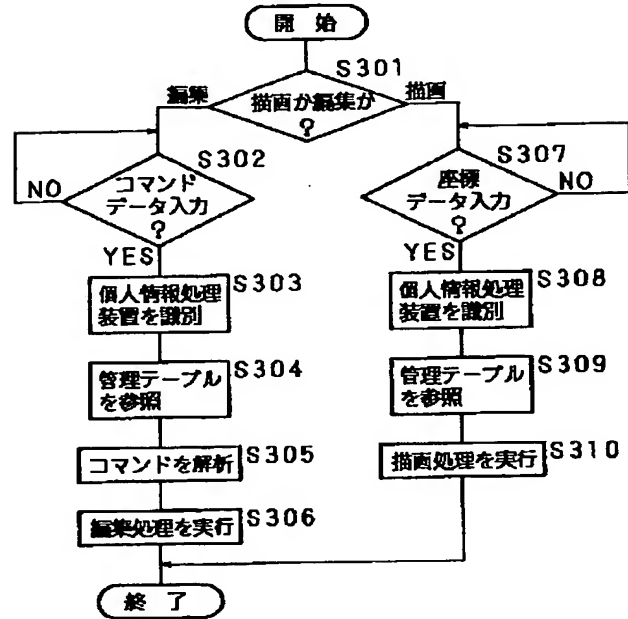 開 始
S301
描画か編集か
?
編集
描画
S302
コマンド
データ入力
?
NO
YES
S303
個人情報処理
装置を識別
S304
管理テーブル
を参照
S305
コマンドを解析
S306
編集処理を実行
S307
座標
データ入力
?
NO
YES
S308
個人情報処理
装置を識別
S309
管理テーブル
を参照
S310
描画処理を実行
終 了